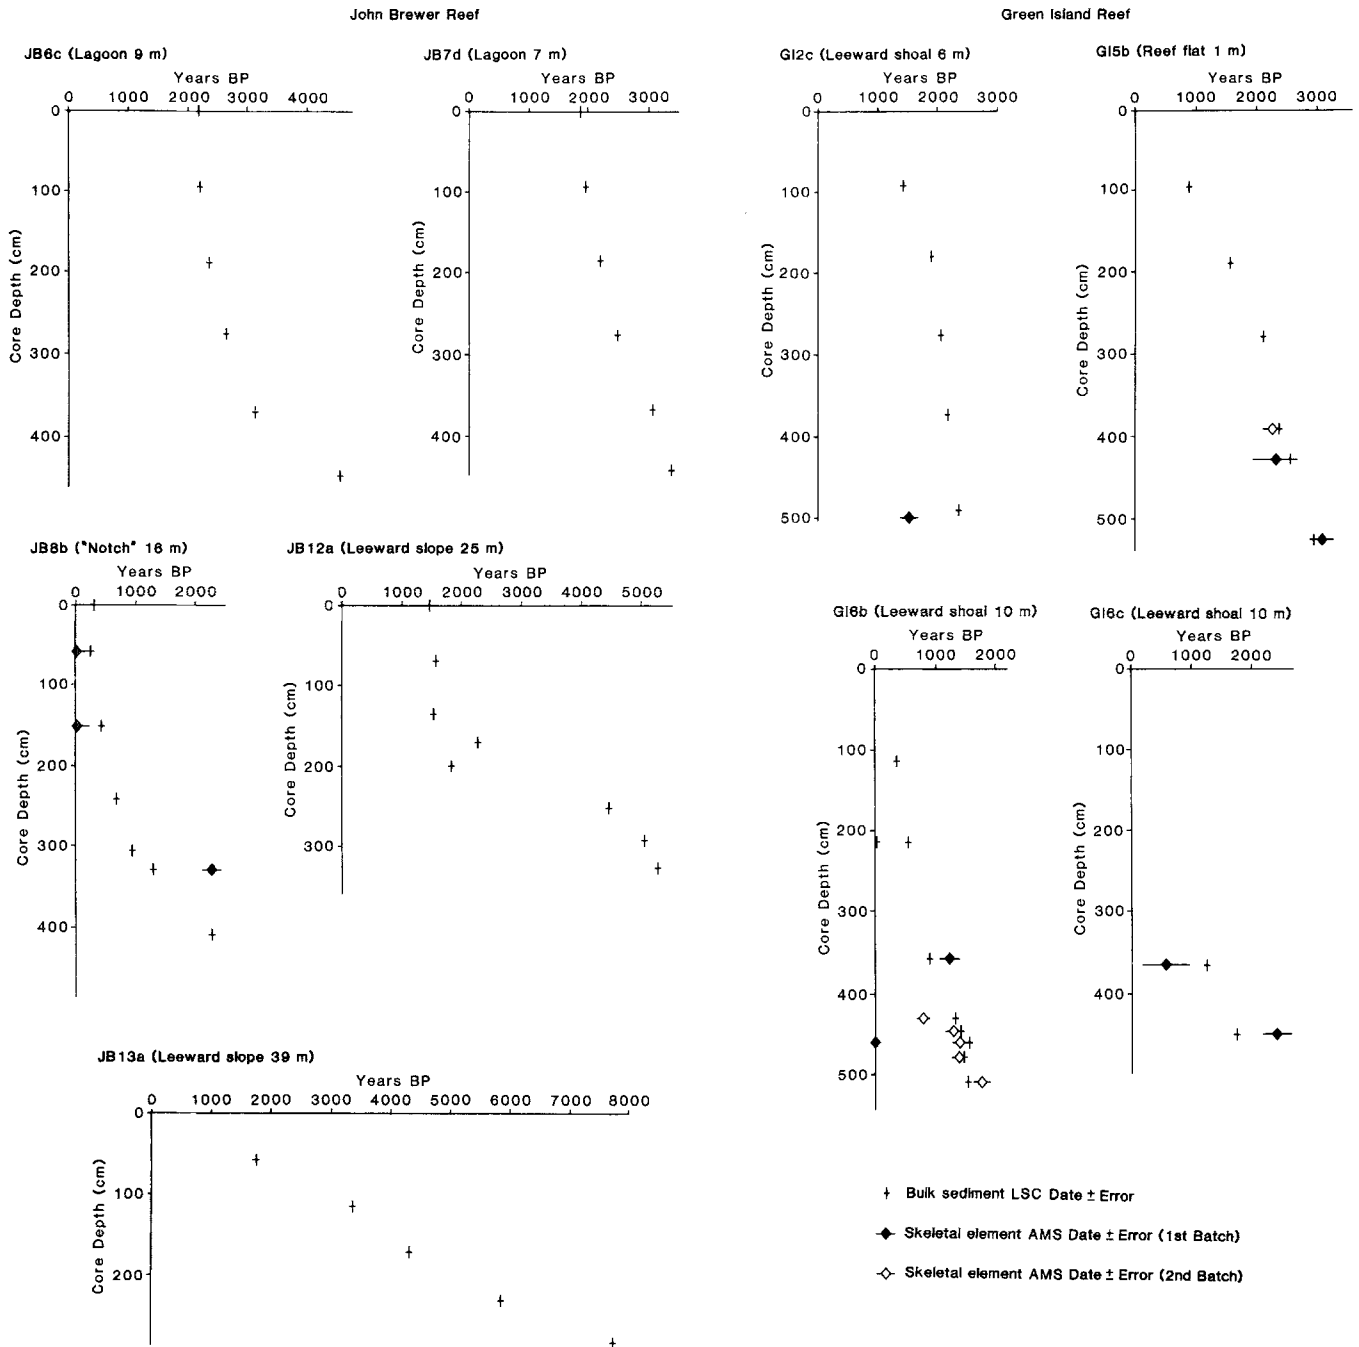 John Brewer Reef
Green Island Reef
JB6c (Lagoon 9 m)
Years BP
0 1000 2000 3000 4000
0
100
200
300
400
Core Depth (cm)
JB7d (Lagoon 7 m)
Years BP
0 1000 2000 3000
0
100
200
300
400
Core Depth (cm)
GI2c (Leeward shoal 6 m)
Years BP
0 1000 2000 3000
0
100
200
300
400
500
Core Depth (cm)
GI5b (Reef flat 1 m)
Years BP
0 1000 2000 3000
0
100
200
300
400
500
Core Depth (cm)
JB8b ("Notch" 16 m)
Years BP
0 1000 2000
0
100
200
300
400
Core Depth (cm)
JB12a (Leeward slope 25 m)
Years BP
0 1000 2000 3000 4000 5000
0
100
200
300
Core Depth (cm)
GI6b (Leeward shoal 10 m)
Years BP
0 1000 2000
0
100
200
300
400
500
Core Depth (cm)
GI6c (Leeward shoal 10 m)
Years BP
0 1000 2000
0
100
200
300
400
Core Depth (cm)
JB13a (Leeward slope 39 m)
Years BP
0 1000 2000 3000 4000 5000 6000 7000 8000
0
100
200
Core Depth (cm)
Bulk sediment LSC Date ± Error
Skeletal element AMS Date ± Error (1st Batch)
Skeletal element AMS Date ± Error (2nd Batch)